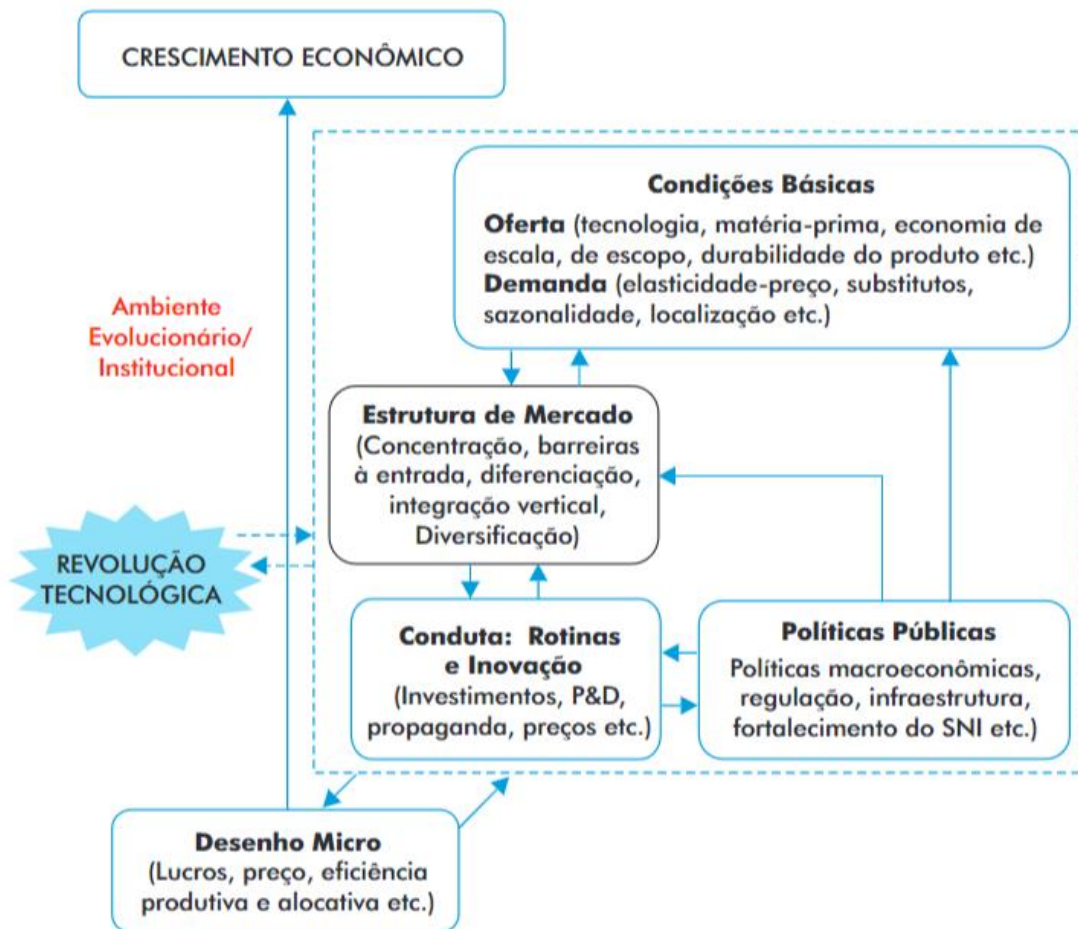 CRESCIMENTO ECONÔMICO
Condições Básicas
Oferta (tecnologia, matéria-prima, economia de
escala, de escopo, durabilidade do produto etc.)
Demanda (elasticidade-preço, substitutos,
sazonalidade, localização etc.)
Ambiente
Evolucionário/
Institucional
Estrutura de Mercado
(Concentração, barreiras
à entrada, diferenciação,
integração vertical,
Diversificação)
REVOLUÇÃO
TECNOLÓGICA
Conduta: Rotinas
e Inovação
(Investimentos, P&D,
propaganda, preços etc.)
Políticas Públicas
Políticas macroeconômicas,
regulação, infraestrutura,
fortalecimento do SNI etc.)
Desenho Micro
(Lucros, preço, eficiência
produtiva e alocativa etc.)